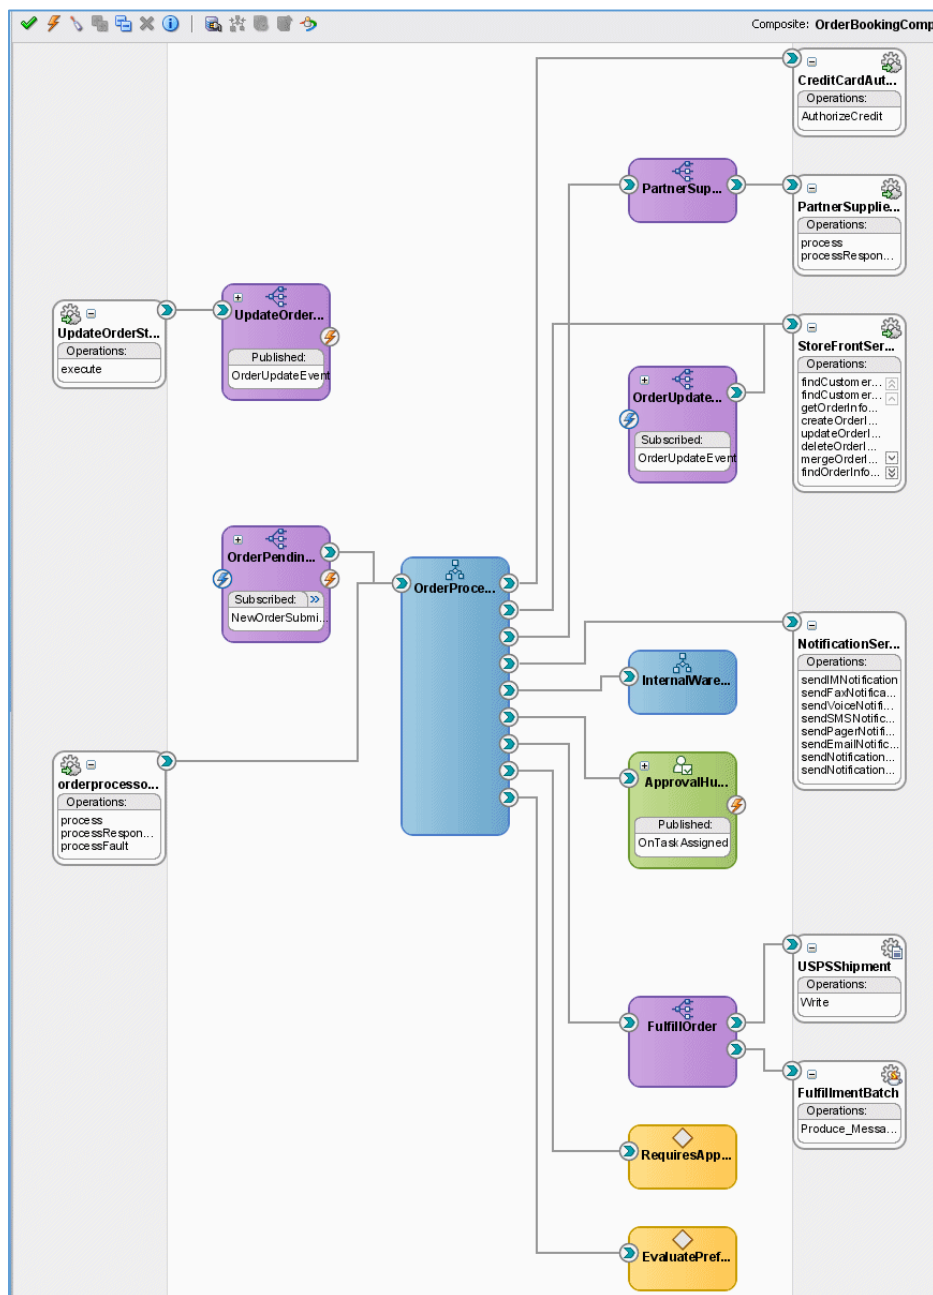 Composite: OrderBookingComp
CreditCardAut...
Operations:
AuthorizeCredit
PartnerSup...
PartnerSupplie...
Operations:
process
processRespon...
UpdateOrderSt...
Operations:
execute
UpdateOrder...
Published:
OrderUpdateEvent
StoreFrontSer...
Operations:
findCustomer...
findCustomer...
getOrderInfo...
createOrderI...
updateOrderI...
deleteOrderI...
mergeOrderI...
findOrderInfo...
OrderUpdate...
Subscribed:
OrderUpdateEvent
OrderPendin...
Subscribed:
NewOrderSubmi...
OrderProce...
NotificationSer...
Operations:
sendIMNotification
sendFaxNotifica...
sendVoiceNotifi...
sendSMSNotific...
sendPagerNotifi...
sendEmailNotific...
sendNotification...
sendNotification...
InternalWare...
orderprocesso...
Operations:
process
processRespon...
processFault
ApprovalHu...
Published:
OnTaskAssigned
USPSShipment
Operations:
Write
FulfillOrder
FulfillmentBatch
Operations:
Produce_Messa...
RequiresApp...
EvaluatePref...